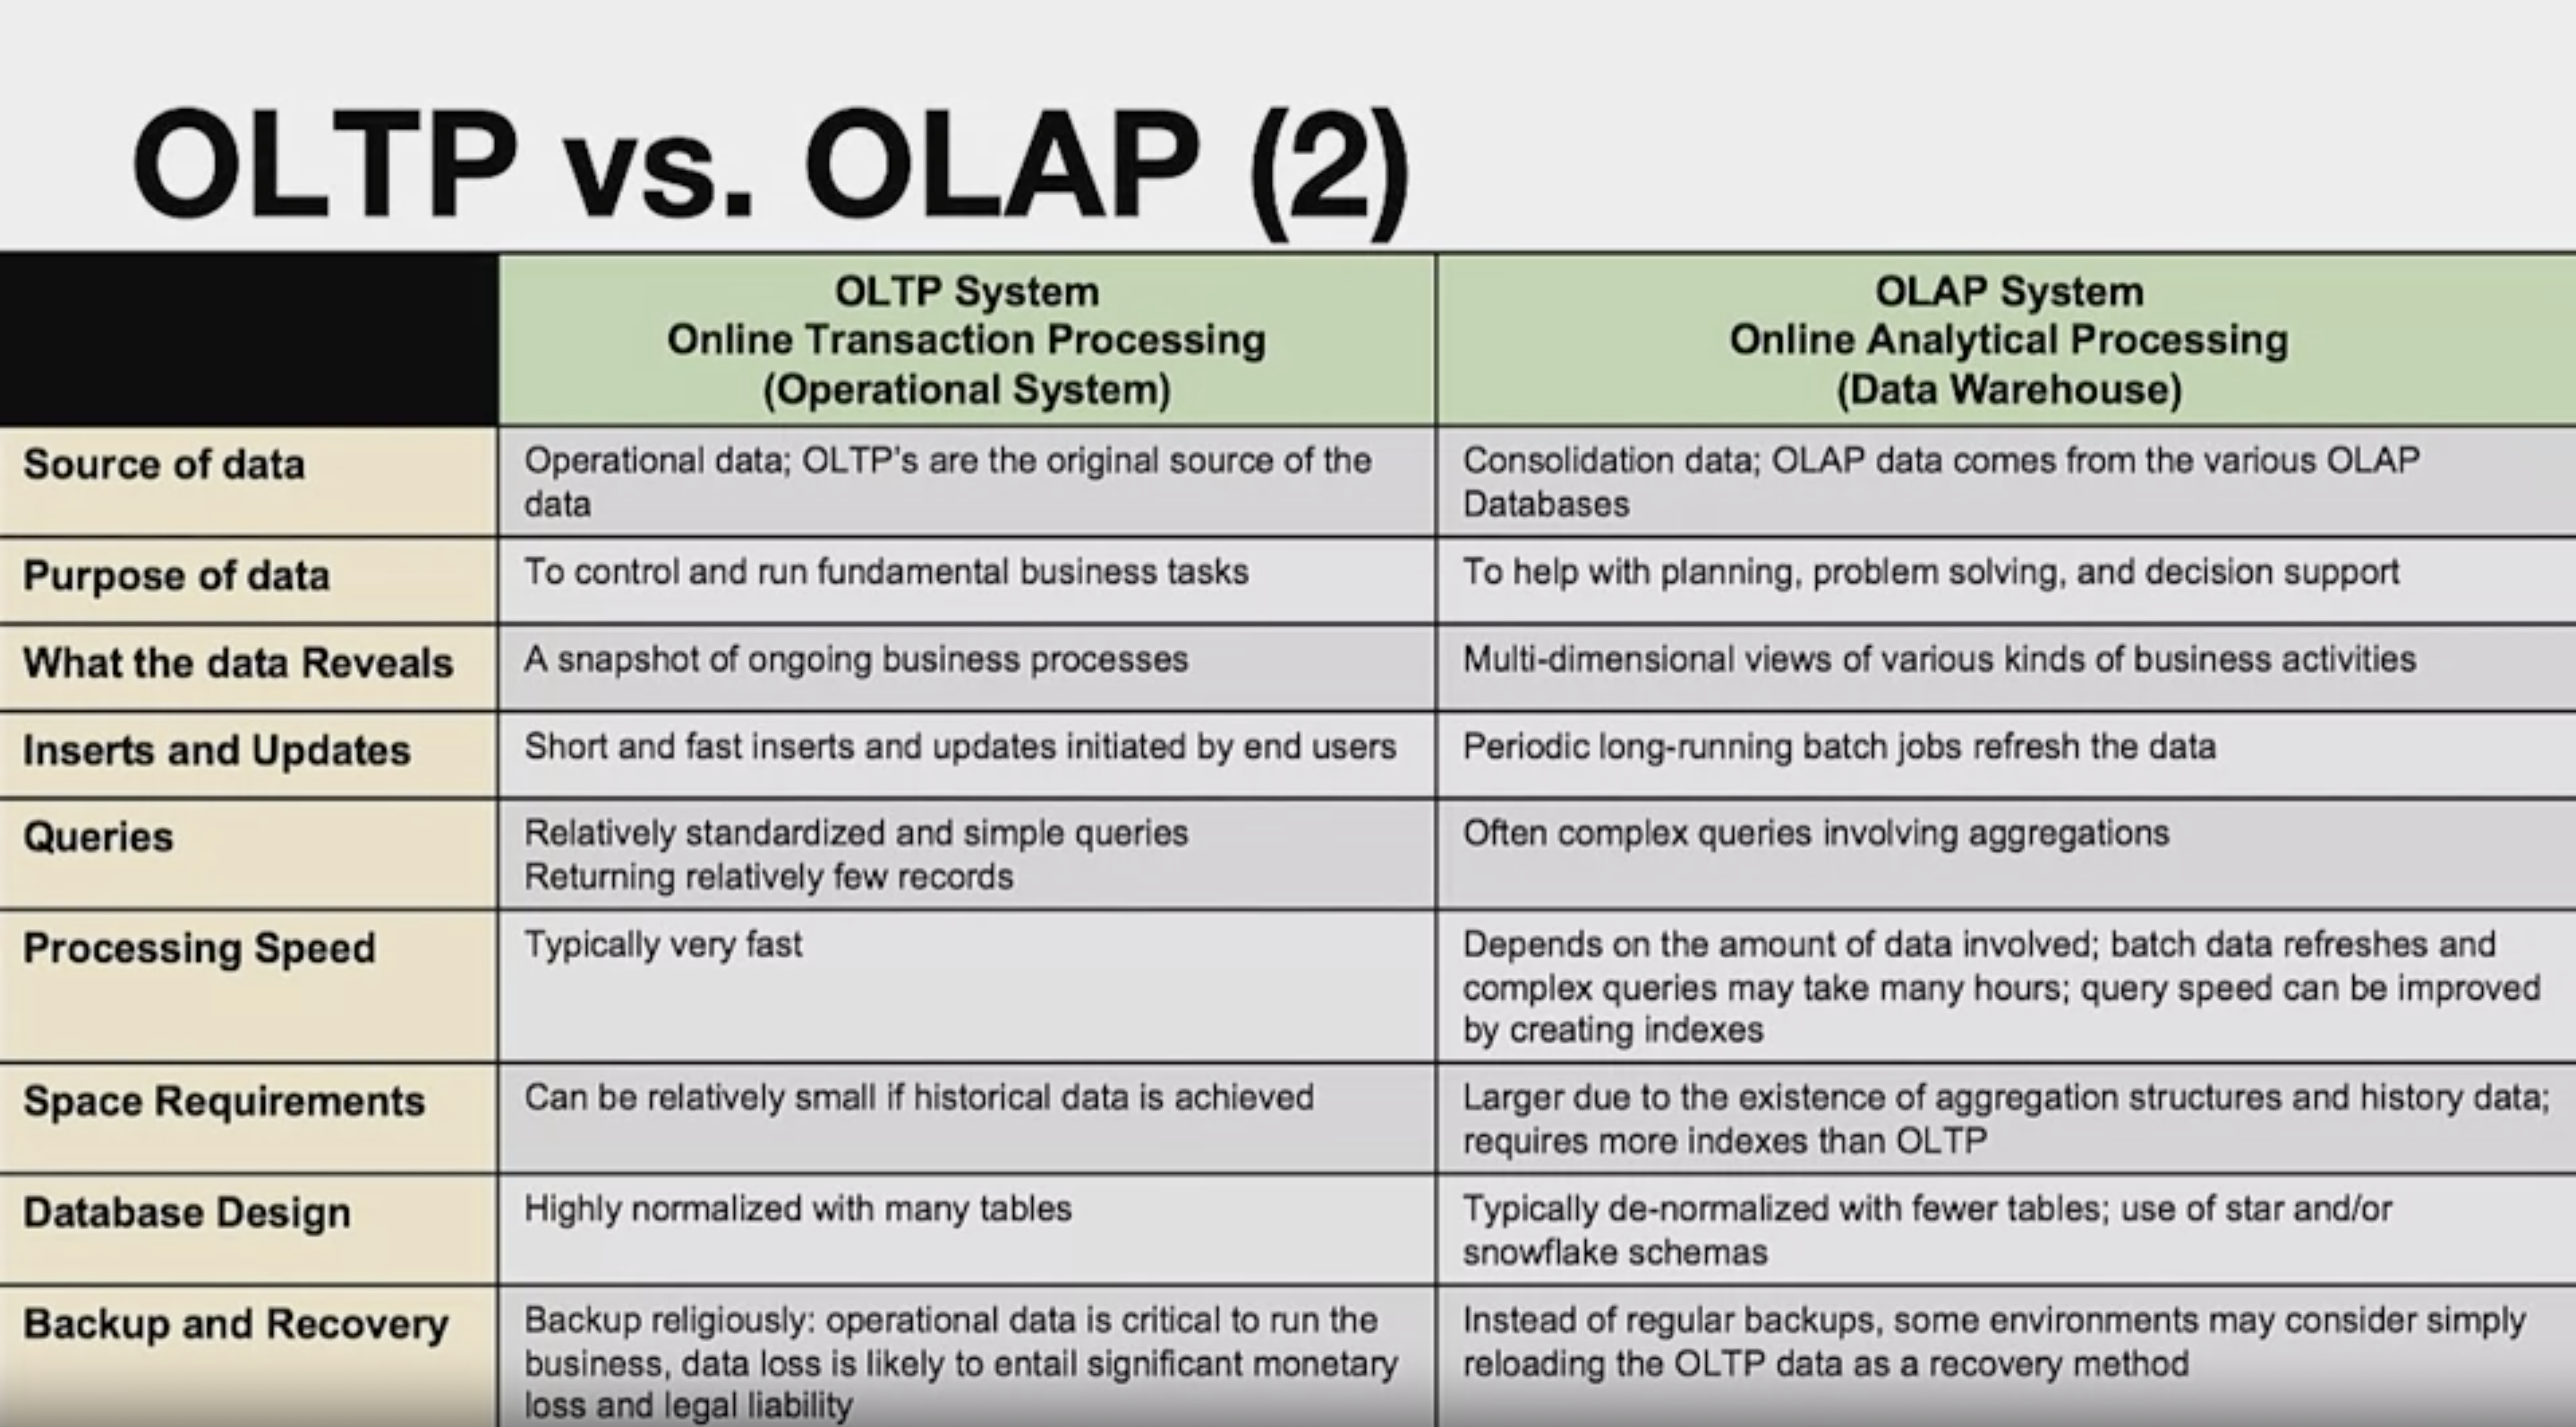 OLTP vs. OLAP (2)
OLTP System
Online Transaction Processing
(Operational System)
OLAP System
Online Analytical Processing
(Data Warehouse)
Source of data
Operational data; OLTP's are the original source of the
data
Consolidation data; OLAP data comes from the various OLAP
Databases
Purpose of data
To control and run fundamental business tasks
To help with planning, problem solving, and decision support
What the data Reveals
A snapshot of ongoing business processes
Multi-dimensional views of various kinds of business activities
Inserts and Updates
Short and fast inserts and updates initiated by end users
Periodic long-running batch jobs refresh the data
Queries
Relatively standardized and simple queries
Returning relatively few records
Often complex queries involving aggregations
Processing Speed
Typically very fast
Depends on the amount of data involved; batch data refreshes and
complex queries may take many hours; query speed can be improved
by creating indexes
Space Requirements
Can be relatively small if historical data is achieved
Larger due to the existence of aggregation structures and history data;
requires more indexes than OLTP
Database Design
Highly normalized with many tables
Typically de-normalized with fewer tables; use of star and/or
snowflake schemas
Backup and Recovery
Backup religiously: operational data is critical to run the
business, data loss is likely to entail significant monetary
loss and legal liability
Instead of regular backups, some environments may consider simply
reloading the OLTP data as a recovery method